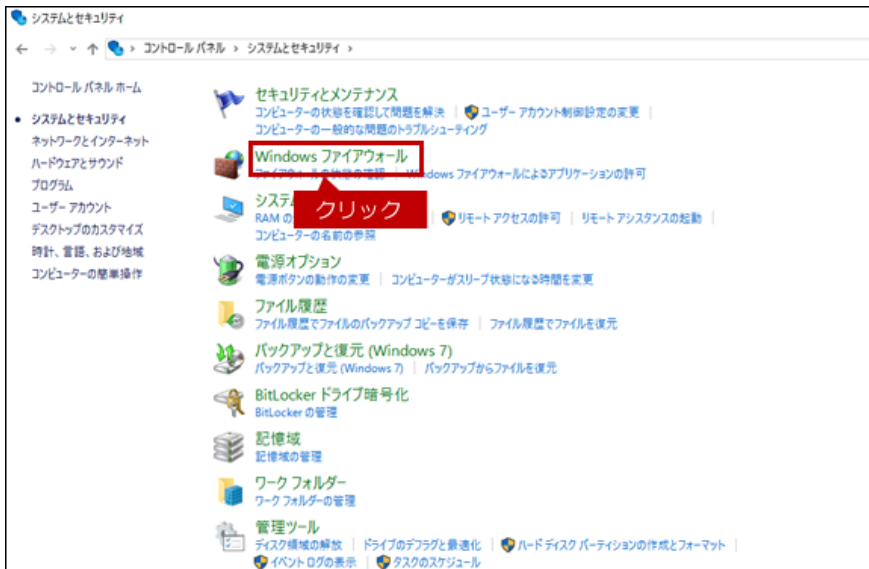 システムとセキュリティ
コントロール パネル › システムとセキュリティ ›
コントロール パネル ホーム
システムとセキュリティ
ネットワークとインターネット
ハードウェアとサウンド
プログラム
ユーザー アカウント
デスクトップのカスタマイズ
時計、言語、および地域
コンピューターの簡単操作
セキュリティとメンテナンス
コンピューターの状態を確認して問題を解決 ユーザー アカウント制御設定の変更
コンピューターの一般的な問題のトラブルシューティング
Windows ファイアウォール
ファイアウォールの状態の確認 Windows ファイアウォールによるアプリケーションの許可
システム
クリック
RAM の リモート アクセスの許可 リモート アシスタンスの起動
コンピューターの名前の参照
電源オプション
電源ボタンの動作の変更 コンピューターがスリープ状態になる時間を変更
ファイル履歴
ファイル履歴でファイルのバックアップ コピーを保存 ファイル履歴でファイルを復元
バックアップと復元 (Windows 7)
バックアップと復元 (Windows 7) バックアップからファイルを復元
BitLocker ドライブ暗号化
BitLocker の管理
記憶域
記憶域の管理
ワーク フォルダー
ワーク フォルダーの管理
管理ツール
ディスク領域の解放 ドライブのデフラグと最適化 ハード ディスク パーティションの作成とフォーマット
イベント ログの表示 タスクのスケジュール